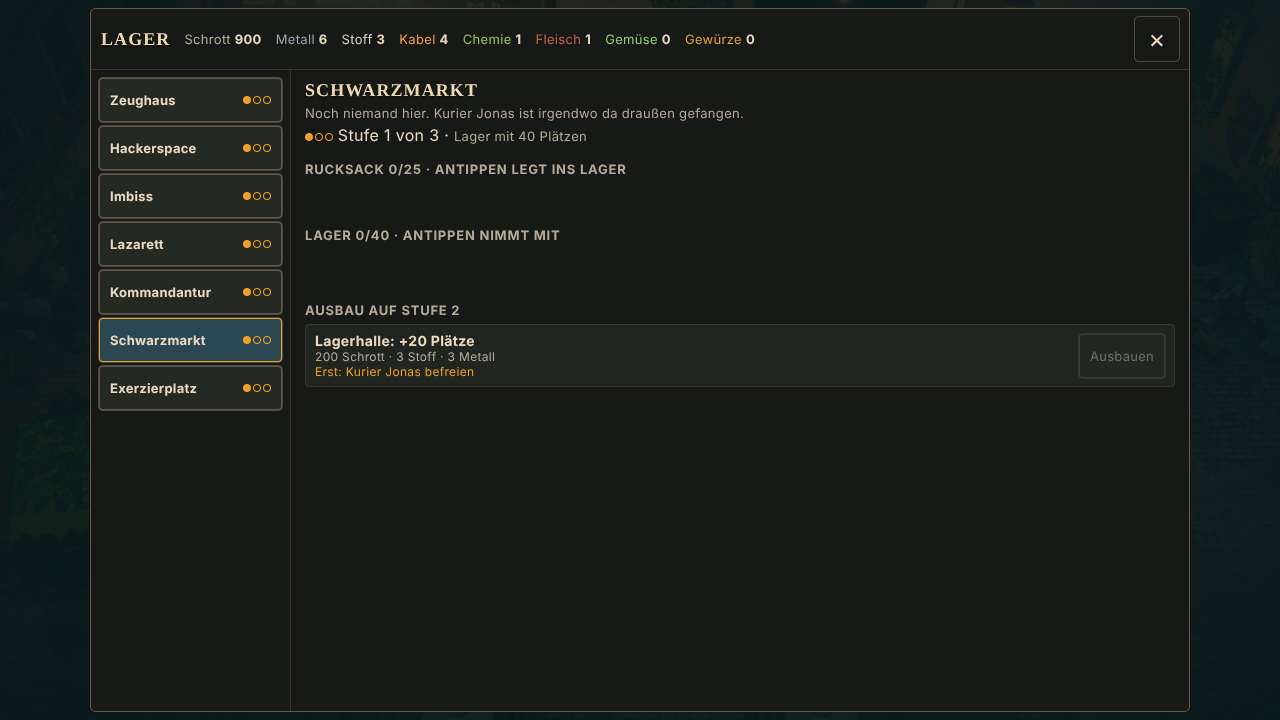 LAGER Schrott 900 Metall 6 Stoff 3 Kabel 4 Chemie 1 Fleisch 1 Gemüse 0 Gewürze 0 ✕
Zeughaus
Hackerspace
Imbiss
Lazarett
Kommandantur
Schwarzmarkt
Exerzierplatz
SCHWARZMARKT
Noch niemand hier. Kurier Jonas ist irgendwo da draußen gefangen.
Stufe 1 von 3 · Lager mit 40 Plätzen
RUCKSACK 0/25 · ANTIPPEN LEGT INS LAGER
LAGER 0/40 · ANTIPPEN NIMMT MIT
AUSBAU AUF STUFE 2
Lagerhalle: +20 Plätze
200 Schrott · 3 Stoff · 3 Metall
Erst: Kurier Jonas befreien
Ausbauen